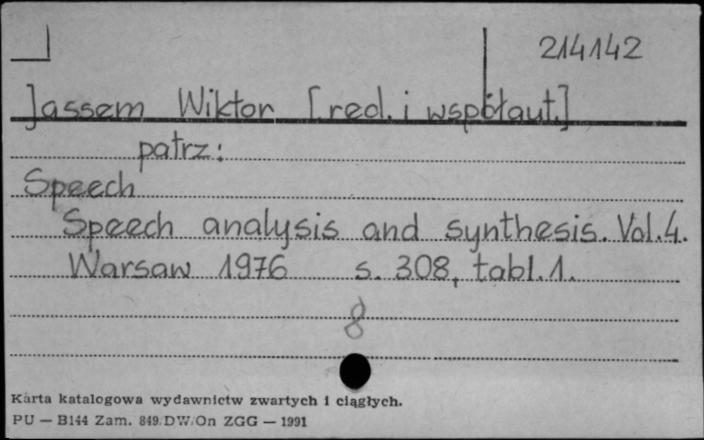 214142
Jassem Wiktor [red. i współaut.]
patrz:
Speech
Speech analysis and synthesis. Vol. 4.
Warsaw 1976 s. 308, tabl. 1.
8
Karta katalogowa wydawnictw zwartych i ciągłych.
PU — B144 Zam. 849/DW/On ZGG — 1991